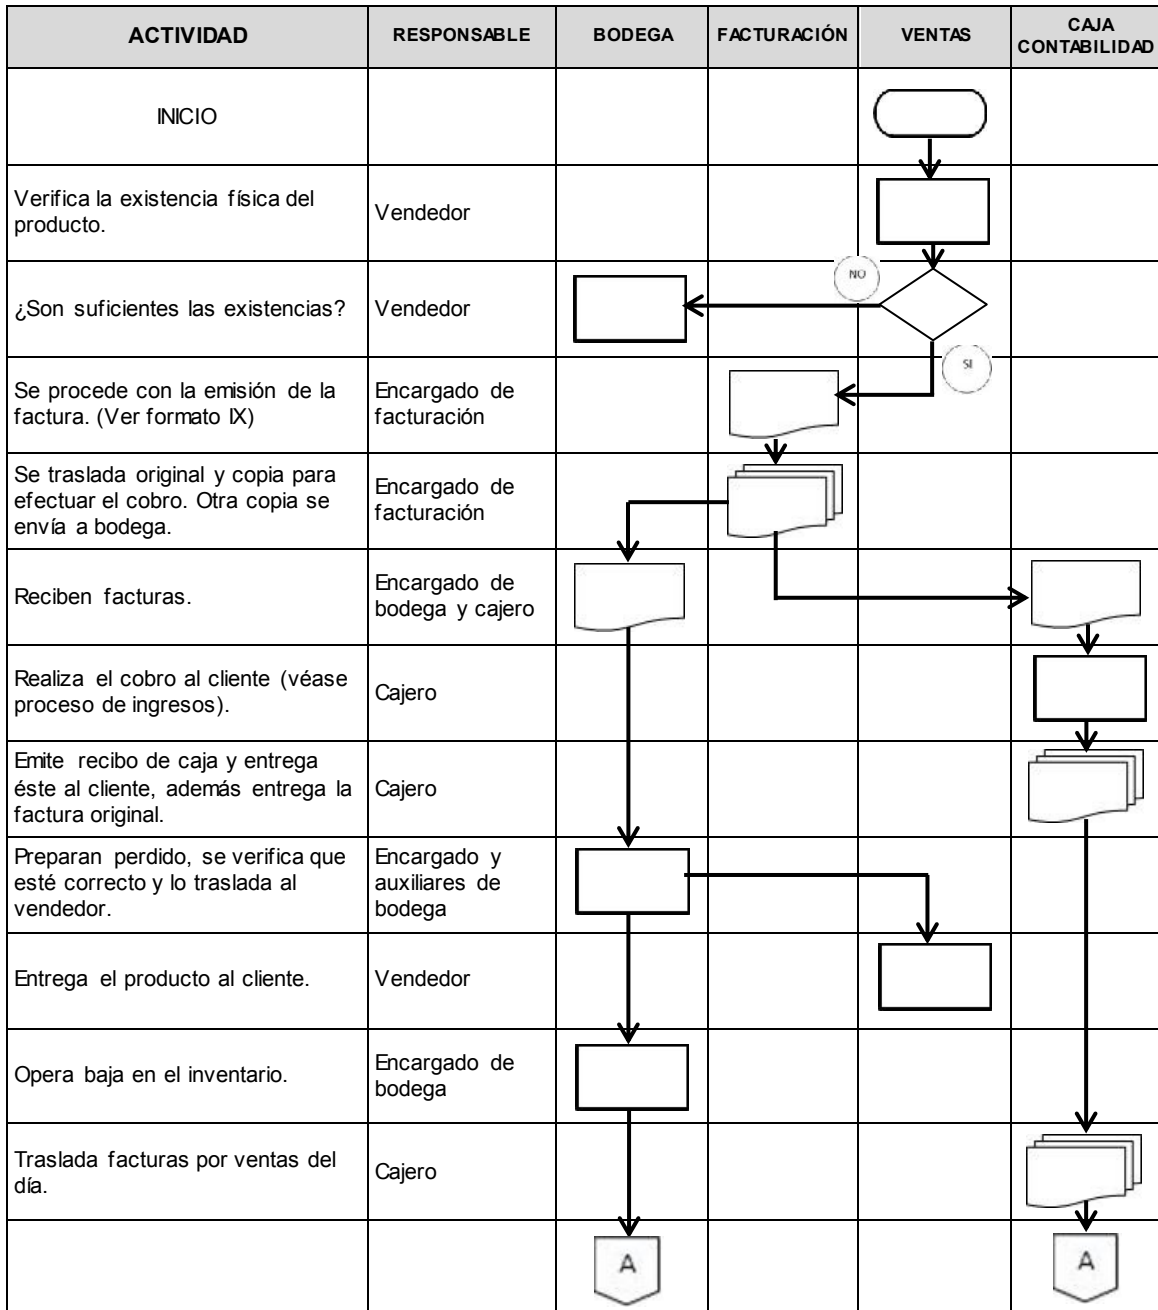 ACTIVIDAD
RESPONSABLE
BODEGA
FACTURACIÓN
VENTAS
CAJA
CONTABILIDAD
INICIO
Verifica la existencia física del
producto.
Vendedor
¿Son suficientes las existencias?
Vendedor
NO
Se procede con la emisión de la
factura. (Ver formato IX)
Encargado de
facturación
SI
Se traslada original y copia para
efectuar el cobro. Otra copia se
envía a bodega.
Encargado de
facturación
Reciben facturas.
Encargado de
bodega y cajero
Realiza el cobro al cliente (véase
proceso de ingresos).
Cajero
Emite recibo de caja y entrega
éste al cliente, además entrega la
factura original.
Cajero
Preparan perdido, se verifica que
esté correcto y lo traslada al
vendedor.
Encargado y
auxiliares de
bodega
Entrega el producto al cliente.
Vendedor
Opera baja en el inventario.
Encargado de
bodega
Traslada facturas por ventas del
día.
Cajero
A
A